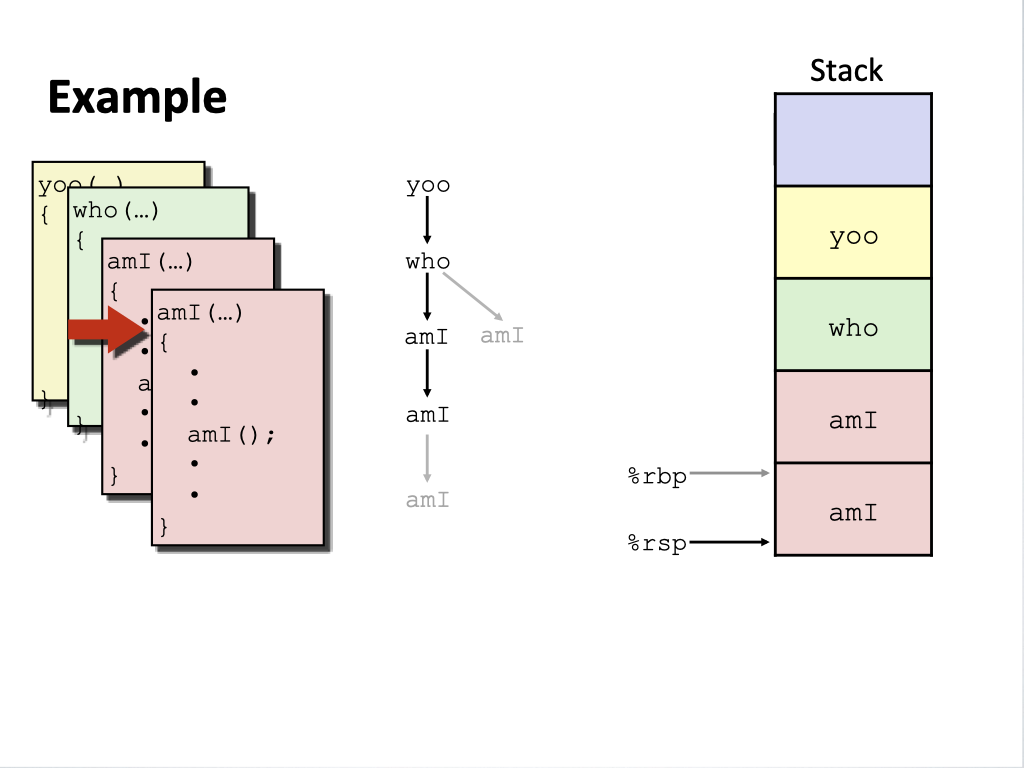 Example
Stack
yoo(…)
{
}
who(…)
{
}
amI(…)
{
•
•
a
•
•
}
amI(…)
{
•
•
amI();
•
•
}
yoo
who
amI
amI
amI
amI
yoo
who
amI
amI
%rbp
%rsp